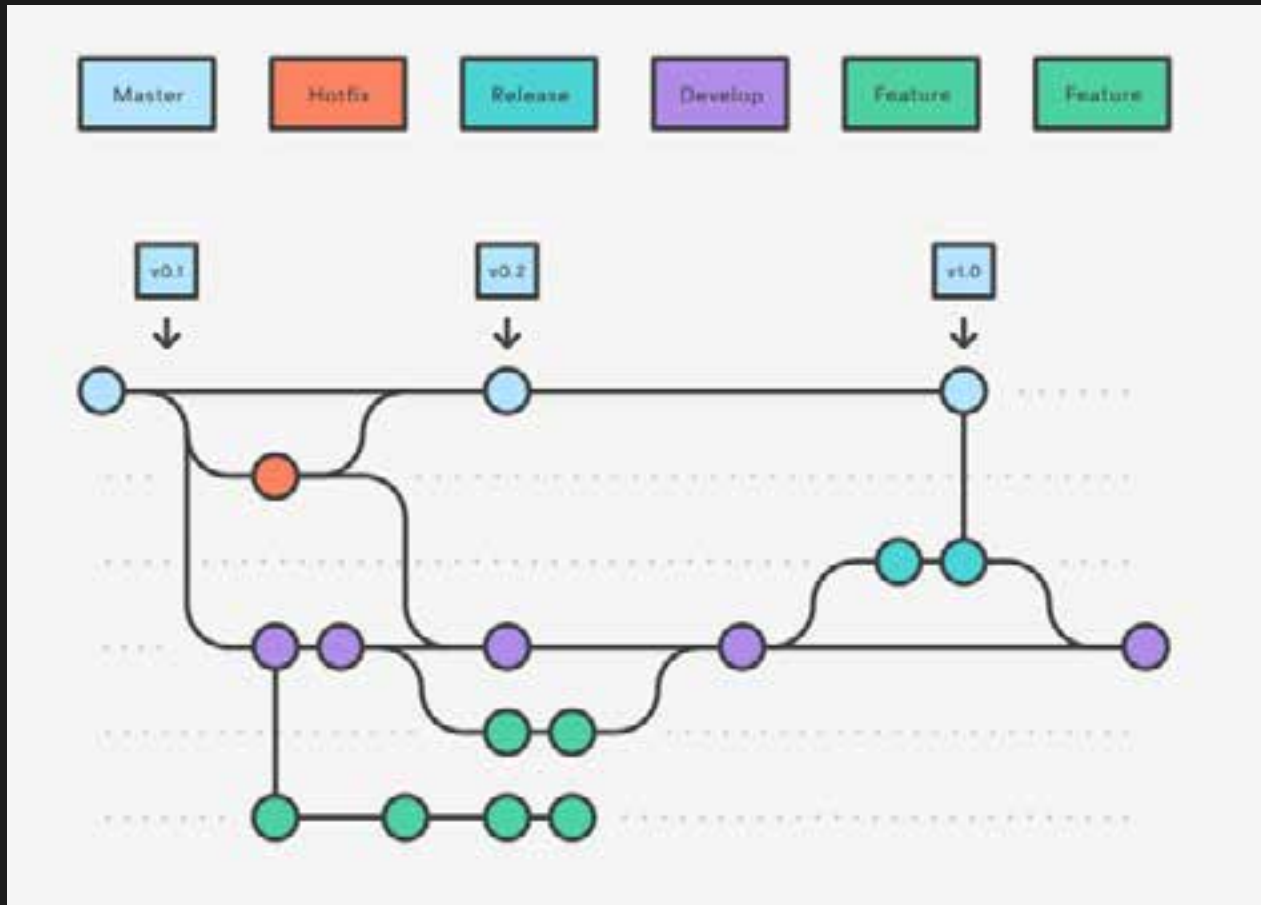 Master
Hotfix
Release
Develop
Feature
Feature
v0.1
v0.2
v1.0